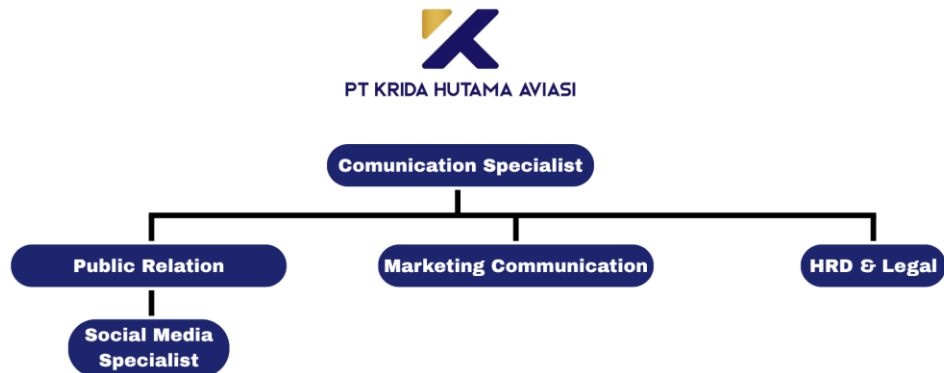 PT KRIDA HUTAMA AVIASI
Comunication Specialist
Public Relation
Marketing Communication
HRD & Legal
Social Media
Specialist